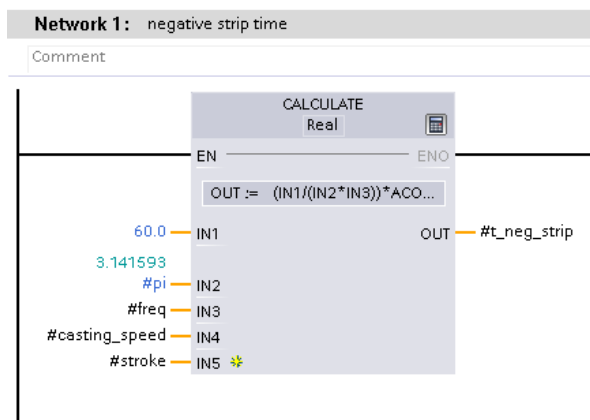 Network 1: negative strip time
Comment
CALCULATE
Real
EN ENO
OUT := (IN1/(IN2*IN3))*ACO...
60.0 IN1 OUT #t_neg_strip
3.141593
#pi IN2
#freq IN3
#casting_speed IN4
#stroke IN5